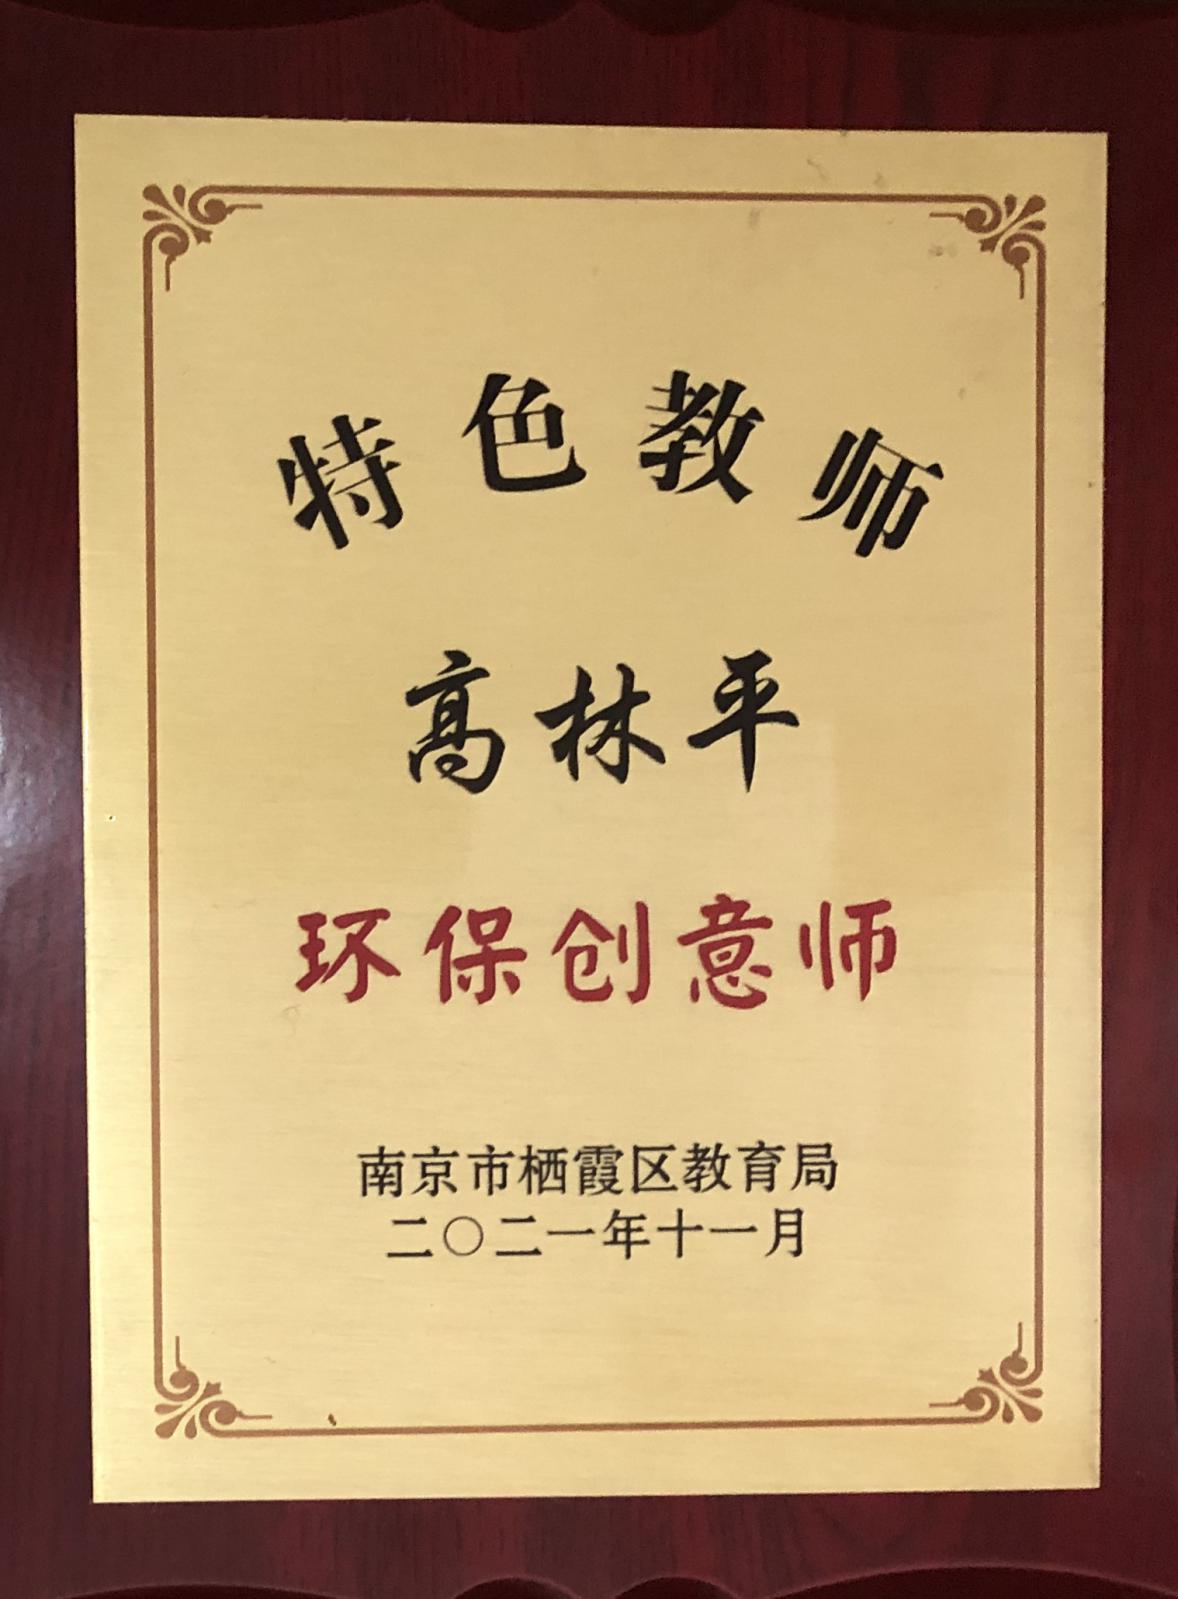 特色教师
高林平
环保创意师
南京市栖霞区教育局
二〇二一年十一月